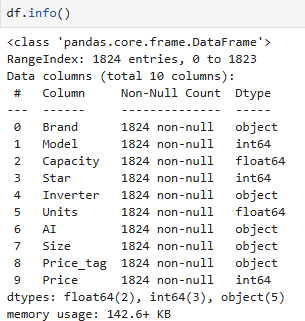 df.info()
<class 'pandas.core.frame.DataFrame'>
RangeIndex: 1824 entries, 0 to 1823
Data columns (total 10 columns):
 #   Column     Non-Null Count  Dtype
---  ------     --------------  -----
 0   Brand      1824 non-null   object
 1   Model      1824 non-null   int64
 2   Capacity   1824 non-null   float64
 3   Star       1824 non-null   int64
 4   Inverter   1824 non-null   object
 5   Units      1824 non-null   float64
 6   AI         1824 non-null   object
 7   Size       1824 non-null   object
 8   Price_tag  1824 non-null   object
 9   Price      1824 non-null   int64
dtypes: float64(2), int64(3), object(5)
memory usage: 142.6+ KB